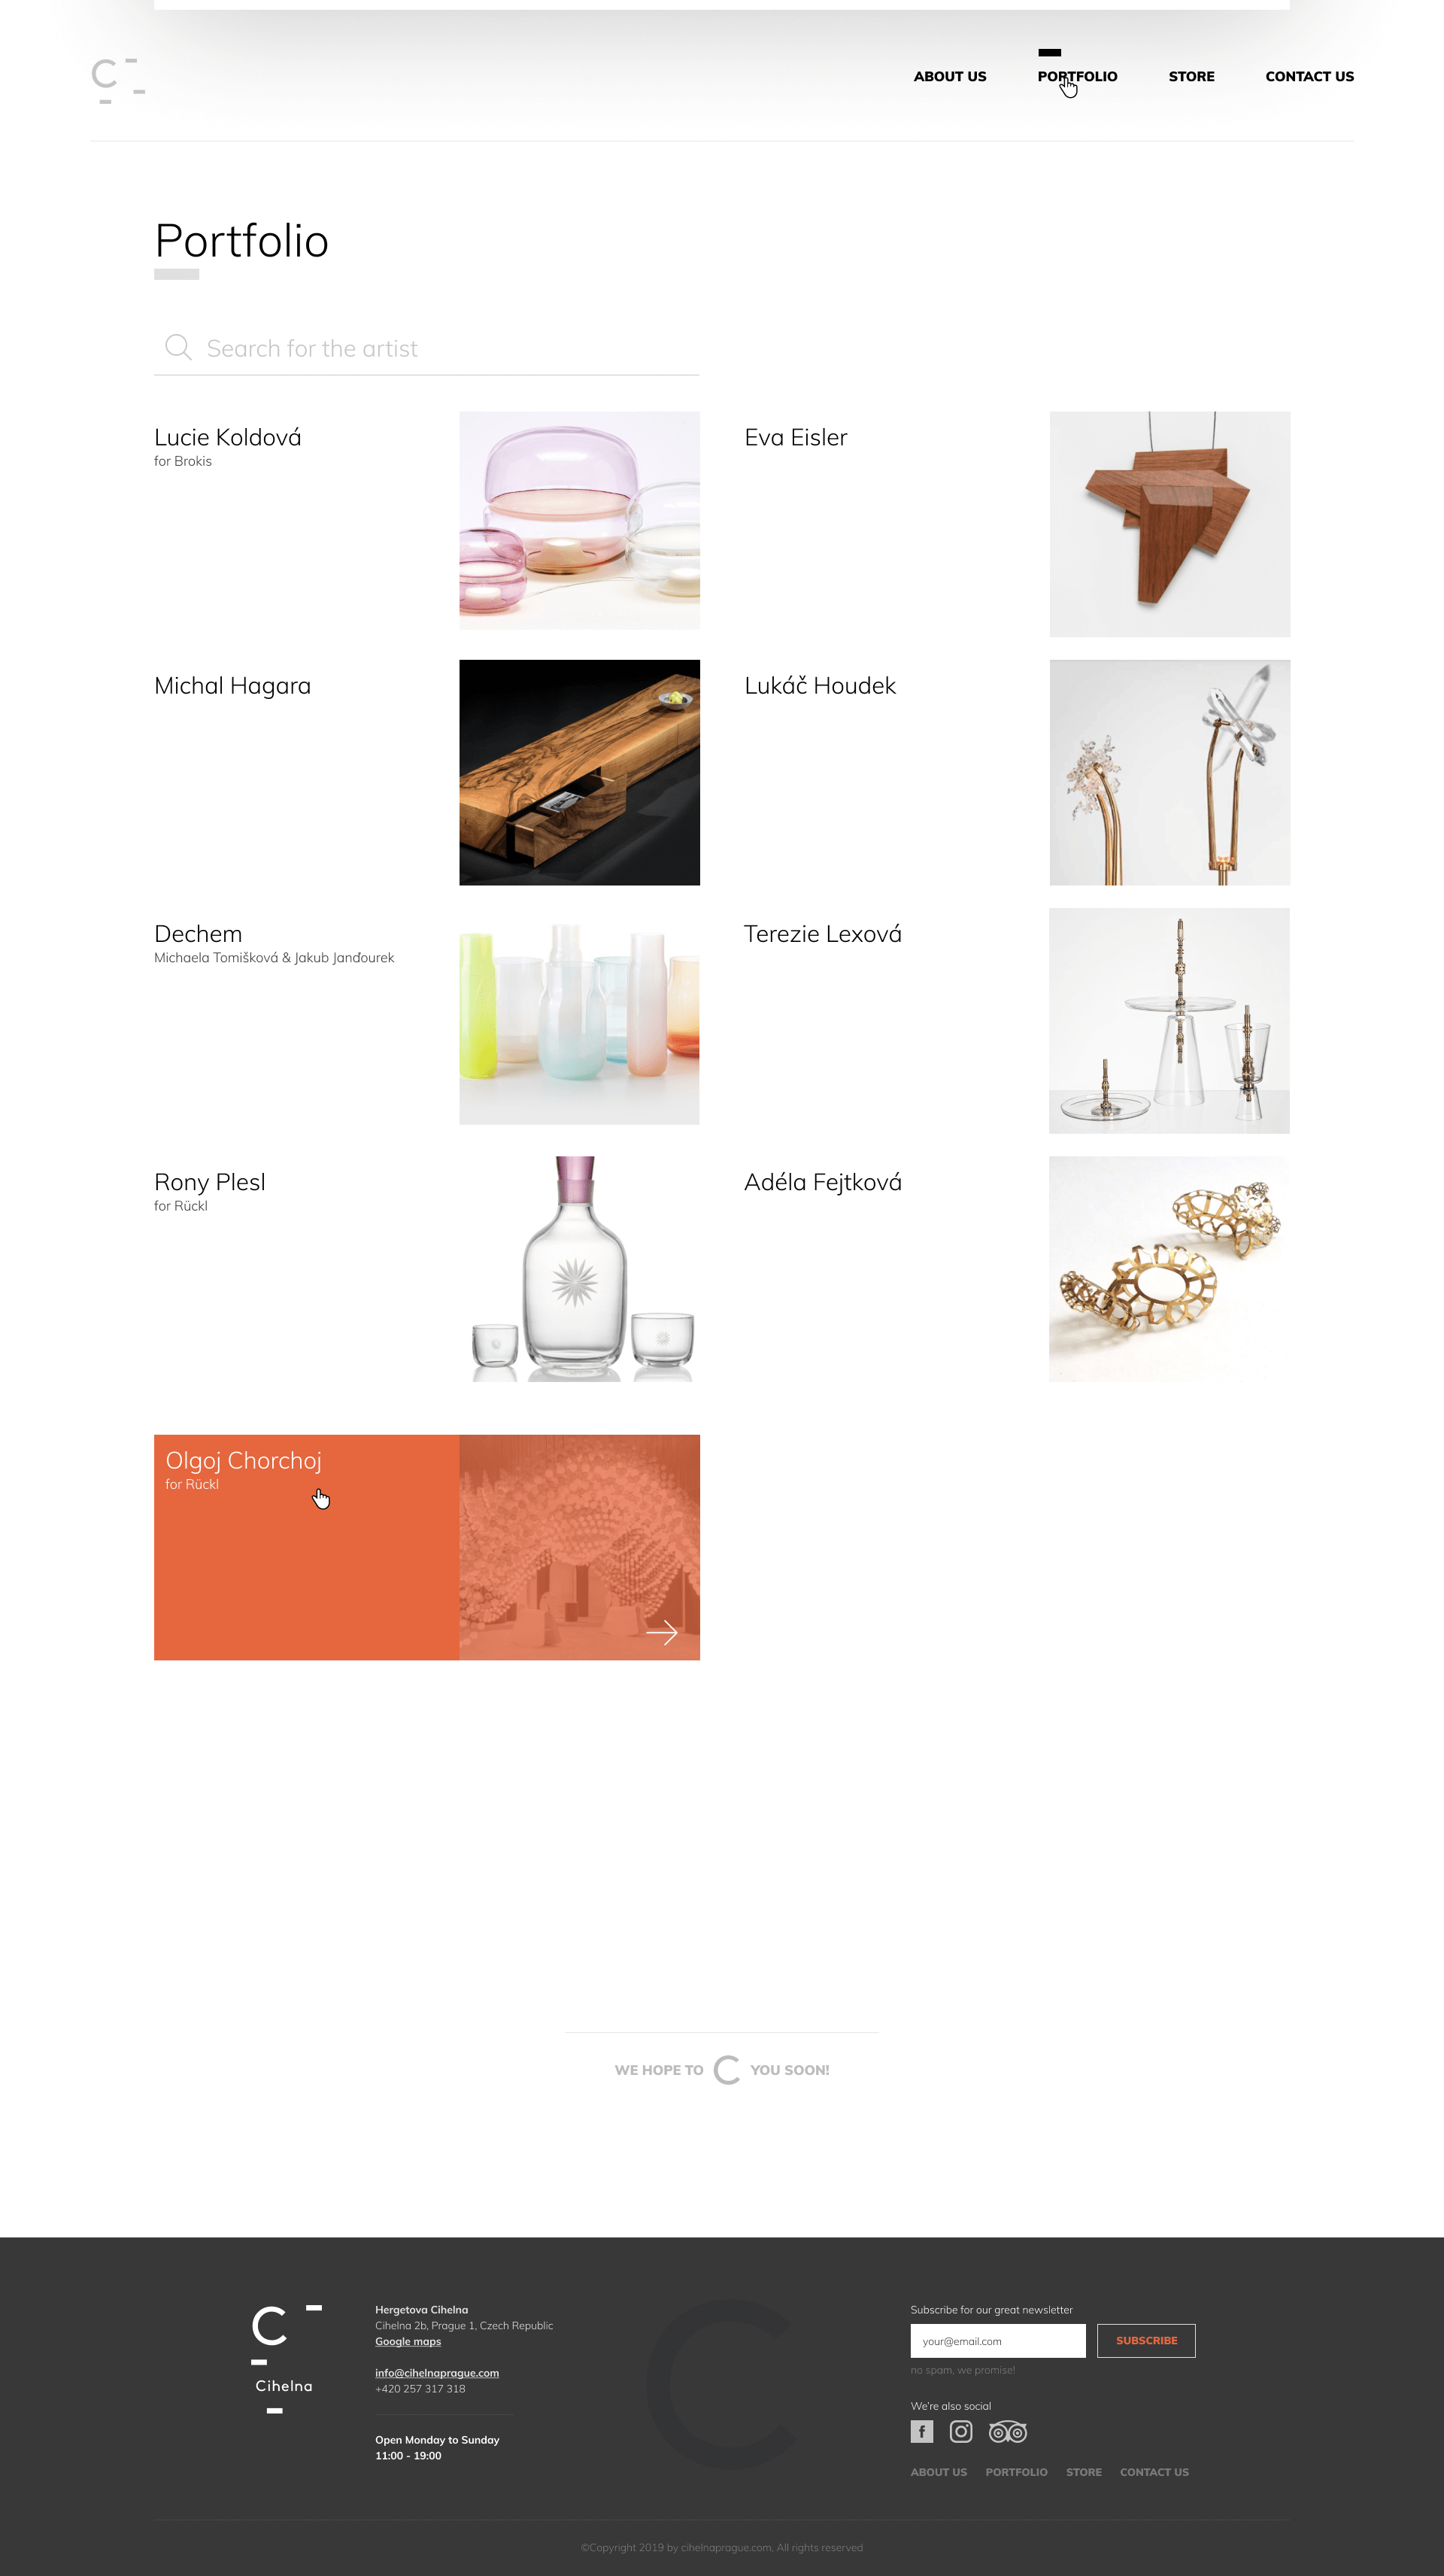 C
ABOUT US PORTFOLIO STORE CONTACT US
Portfolio
Search for the artist
Lucie Koldová
for Brokis
Eva Eisler
Michal Hagara
Lukáč Houdek
Dechem
Michaela Tomišková & Jakub Janďourek
Terezie Lexová
Rony Plesl
for Rückl
Adéla Fejtková
Olgoj Chorchoj
for Rückl
WE HOPE TO C YOU SOON!
C
Cihelna
Hergetova Cihelna
Cihelna 2b, Prague 1, Czech Republic
Google maps
info@cihelnaprague.com
+420 257 317 318
Open Monday to Sunday
11:00 - 19:00
C
Subscribe for our great newsletter
your@email.com SUBSCRIBE
no spam, we promise!
We're also social
f
ABOUT US PORTFOLIO STORE CONTACT US
©Copyright 2019 by cihelnaprague.com, All rights reserved